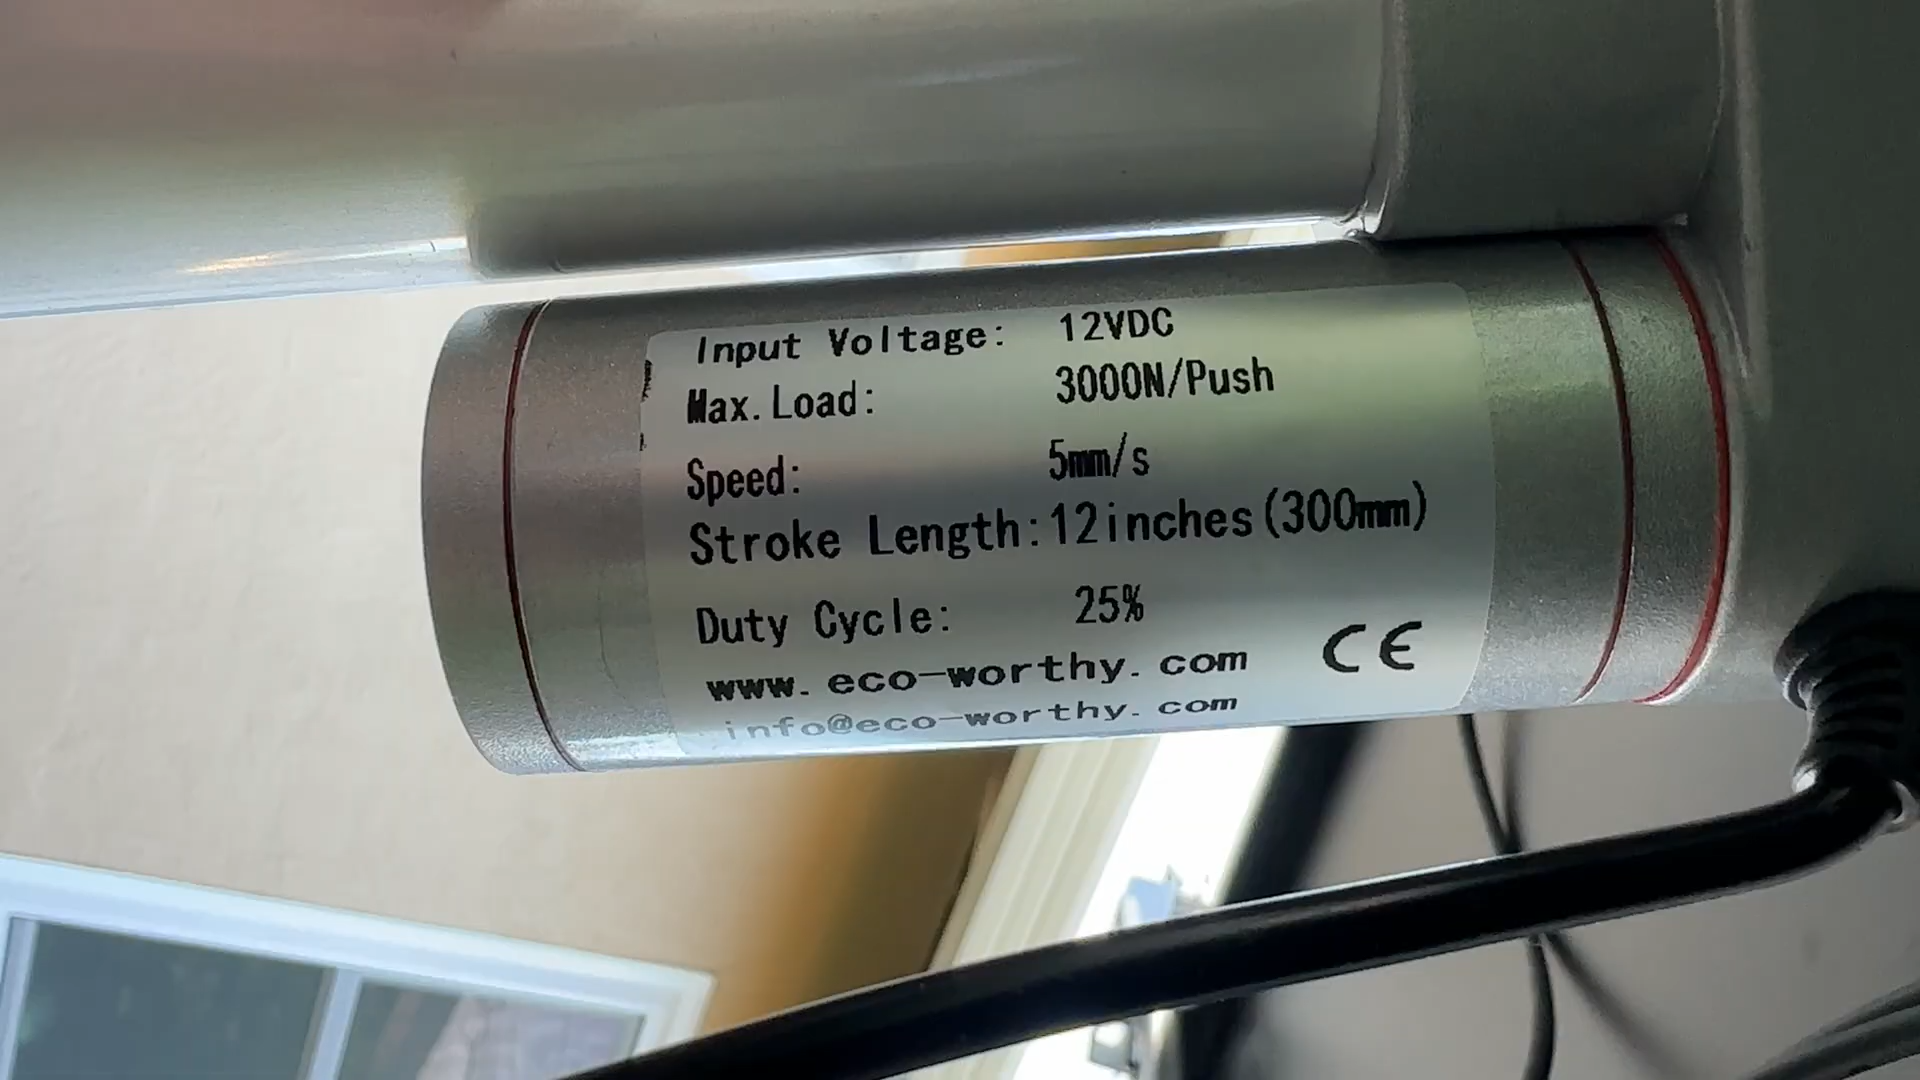 Input Voltage: 12VDC
Max.Load: 3000N/Push
Speed: 5mm/s
Stroke Length:12inches(300mm)
Duty Cycle: 25%
www.eco-worthy.com CE
info@eco-worthy.com